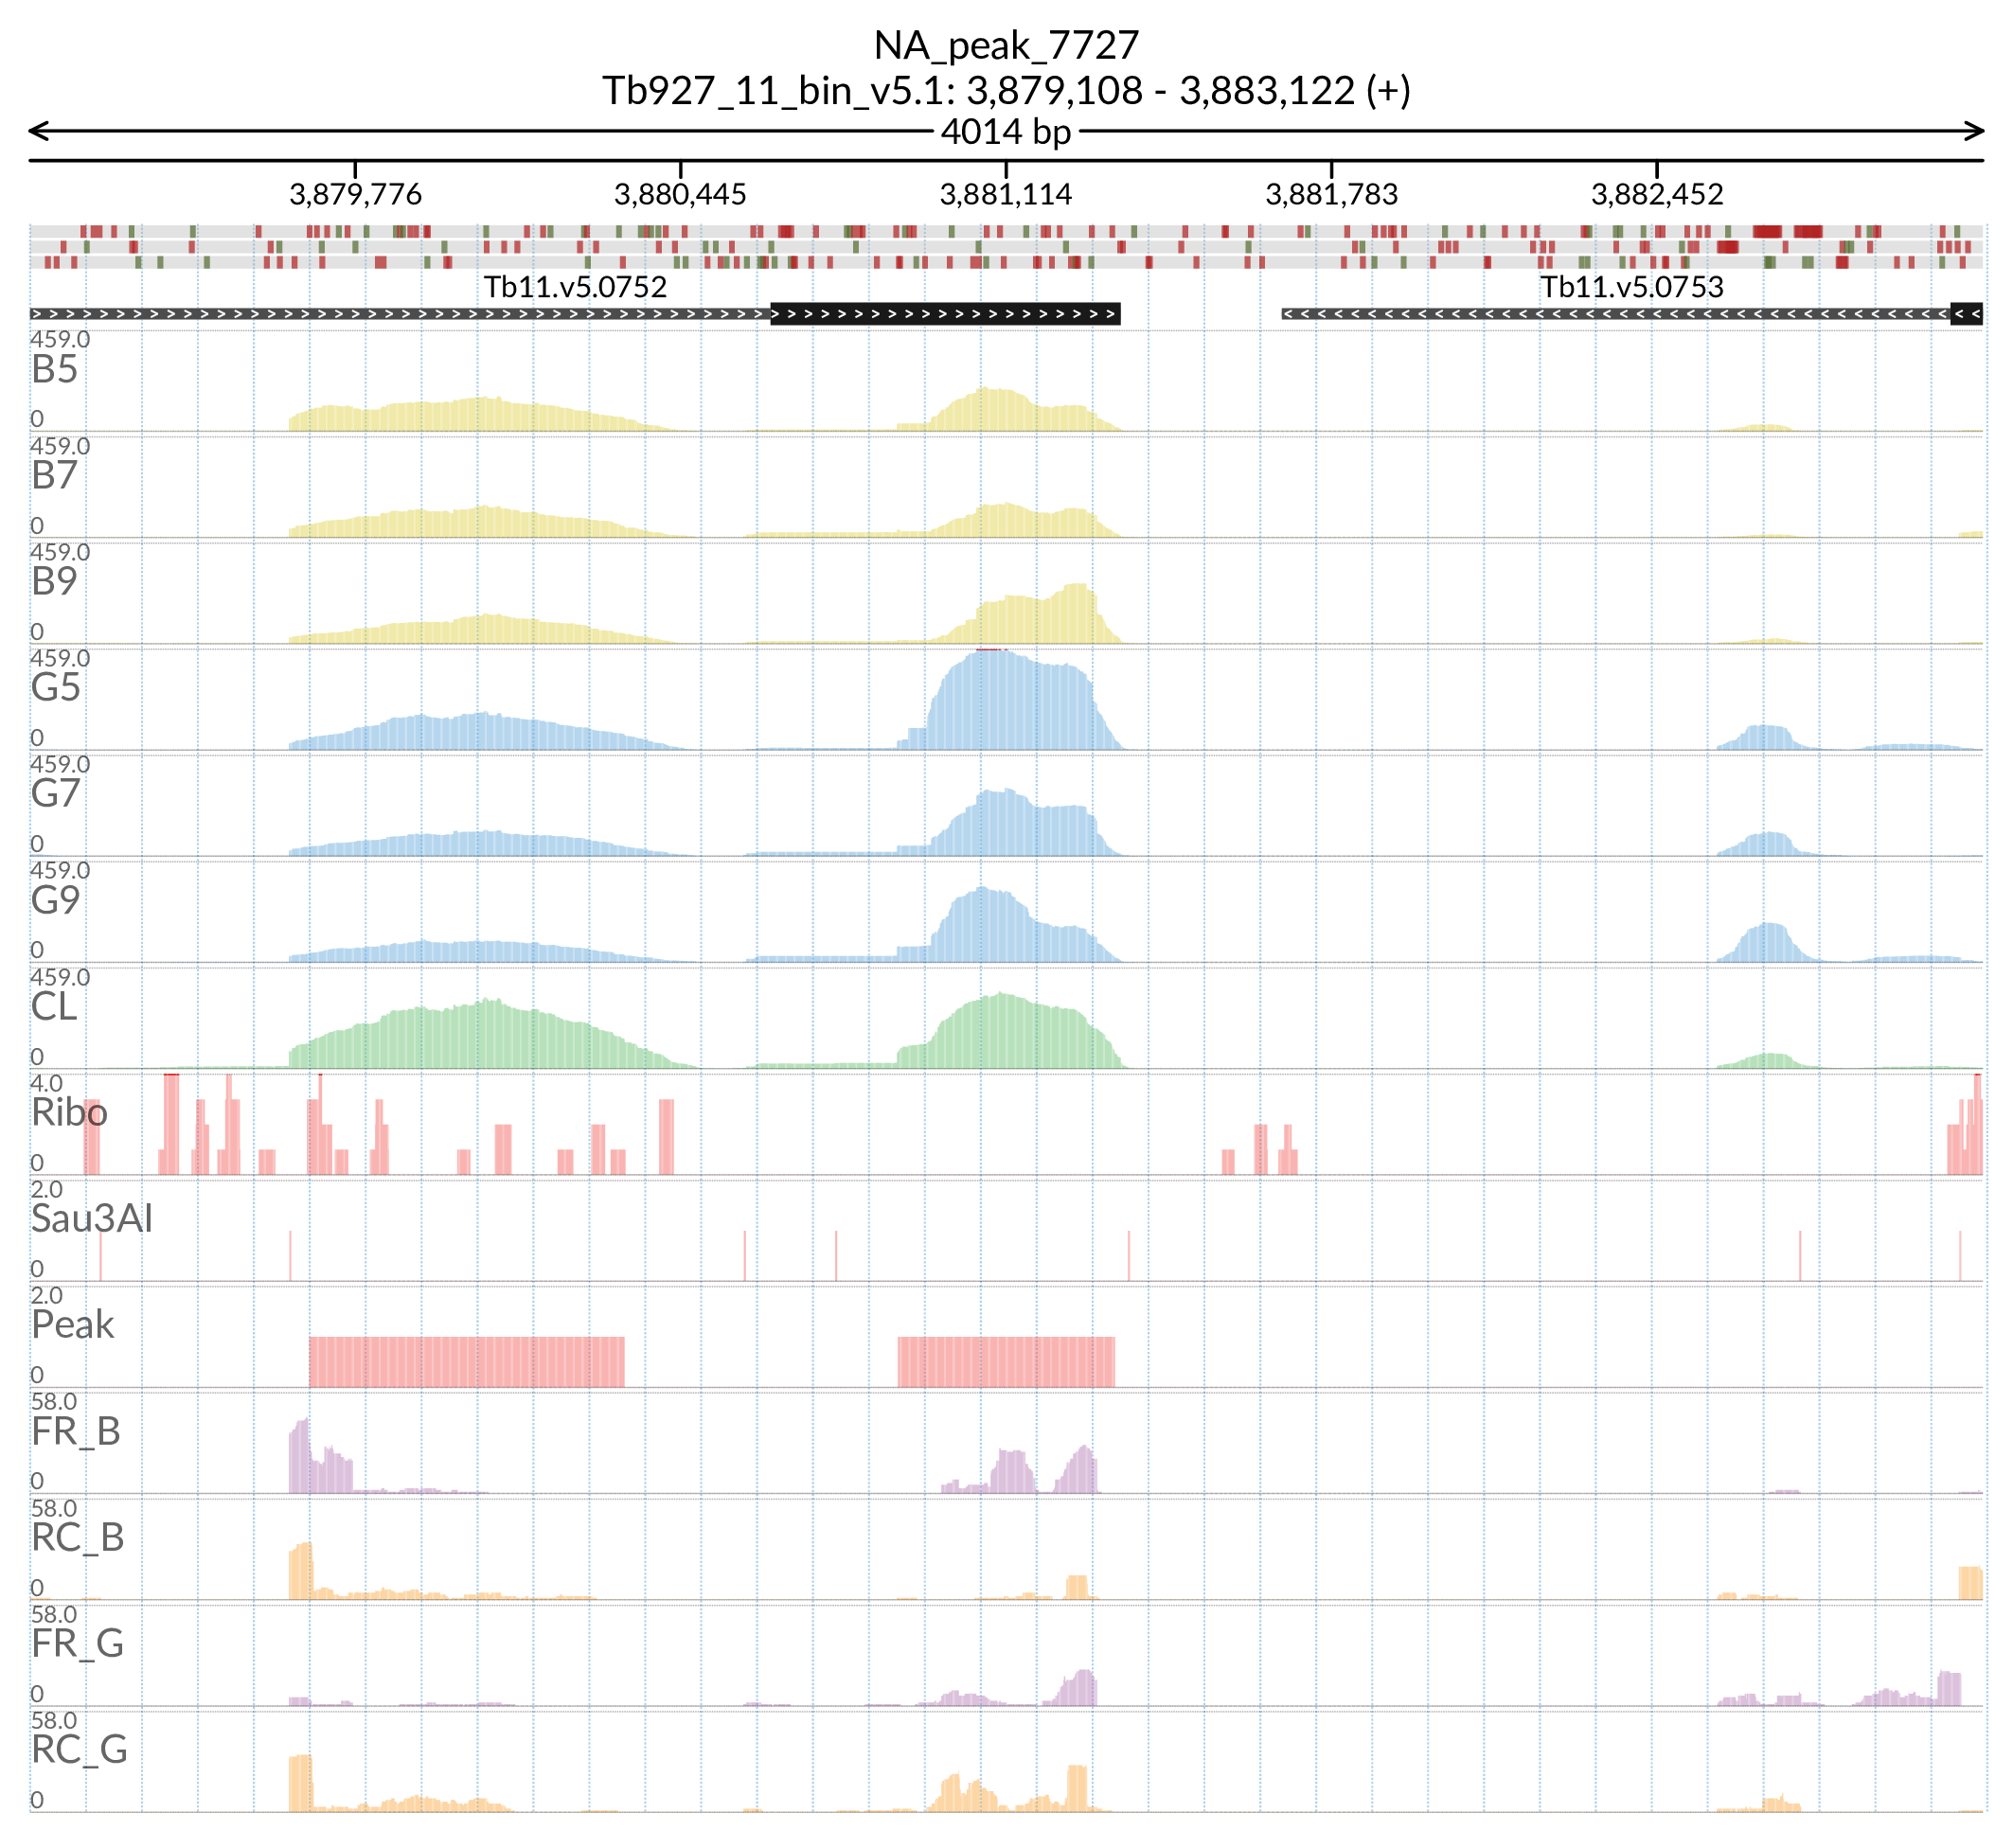 NA_peak_7727
Tb927_11_bin_v5.1: 3,879,108 - 3,883,122 (+)
4014 bp
3,879,776 3,880,445 3,881,114 3,881,783 3,882,452
Tb11.v5.0752 Tb11.v5.0753
459.0
B5
0
459.0
B7
0
459.0
B9
0
459.0
G5
0
459.0
G7
0
459.0
G9
0
459.0
CL
0
4.0
Ribo
0
2.0
Sau3AI
0
2.0
Peak
0
58.0
FR_B
0
58.0
RC_B
0
58.0
FR_G
0
58.0
RC_G
0